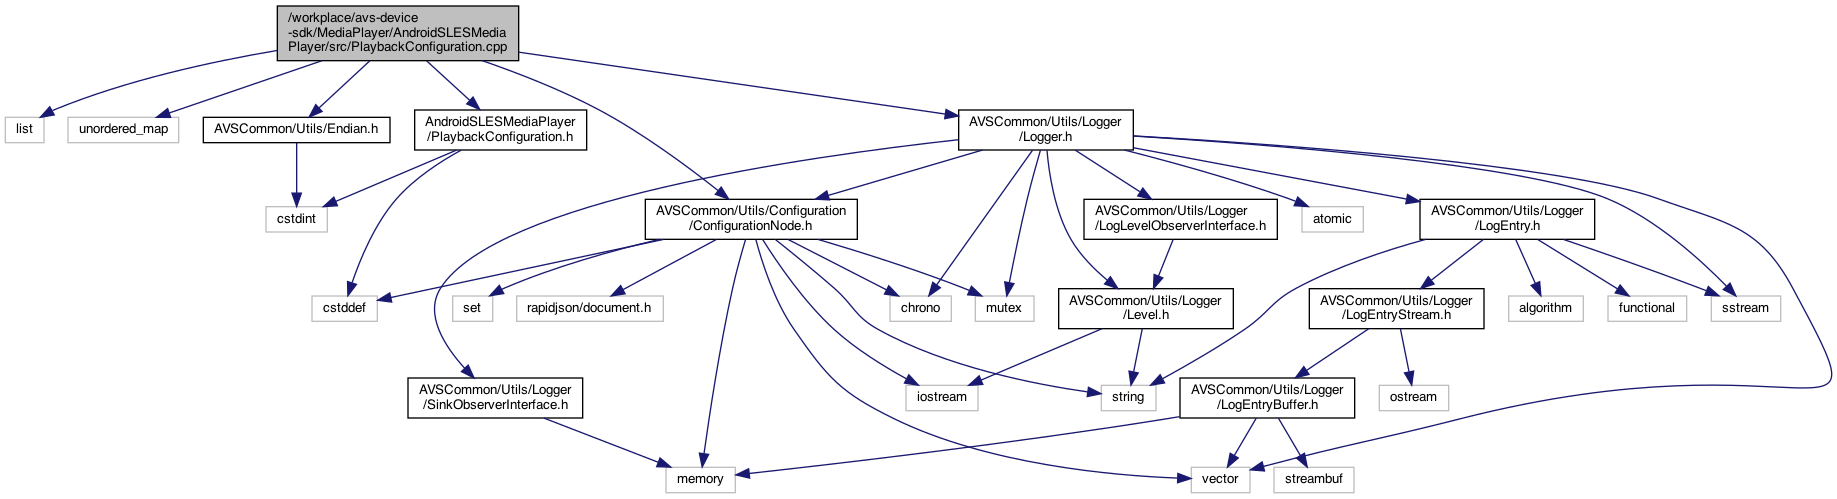 /workplace/avs-device
-sdk/MediaPlayer/AndroidSLESMedia
Player/src/PlaybackConfiguration.cpp
list
unordered_map
AVSCommon/Utils/Endian.h
AndroidSLESMediaPlayer
/PlaybackConfiguration.h
AVSCommon/Utils/Logger
/Logger.h
cstdint
AVSCommon/Utils/Configuration
/ConfigurationNode.h
AVSCommon/Utils/Logger
/LogLevelObserverInterface.h
atomic
AVSCommon/Utils/Logger
/LogEntry.h
cstddef
set
rapidjson/document.h
chrono
mutex
AVSCommon/Utils/Logger
/Level.h
AVSCommon/Utils/Logger
/LogEntryStream.h
algorithm
functional
sstream
AVSCommon/Utils/Logger
/SinkObserverInterface.h
iostream
string
AVSCommon/Utils/Logger
/LogEntryBuffer.h
ostream
memory
vector
streambuf